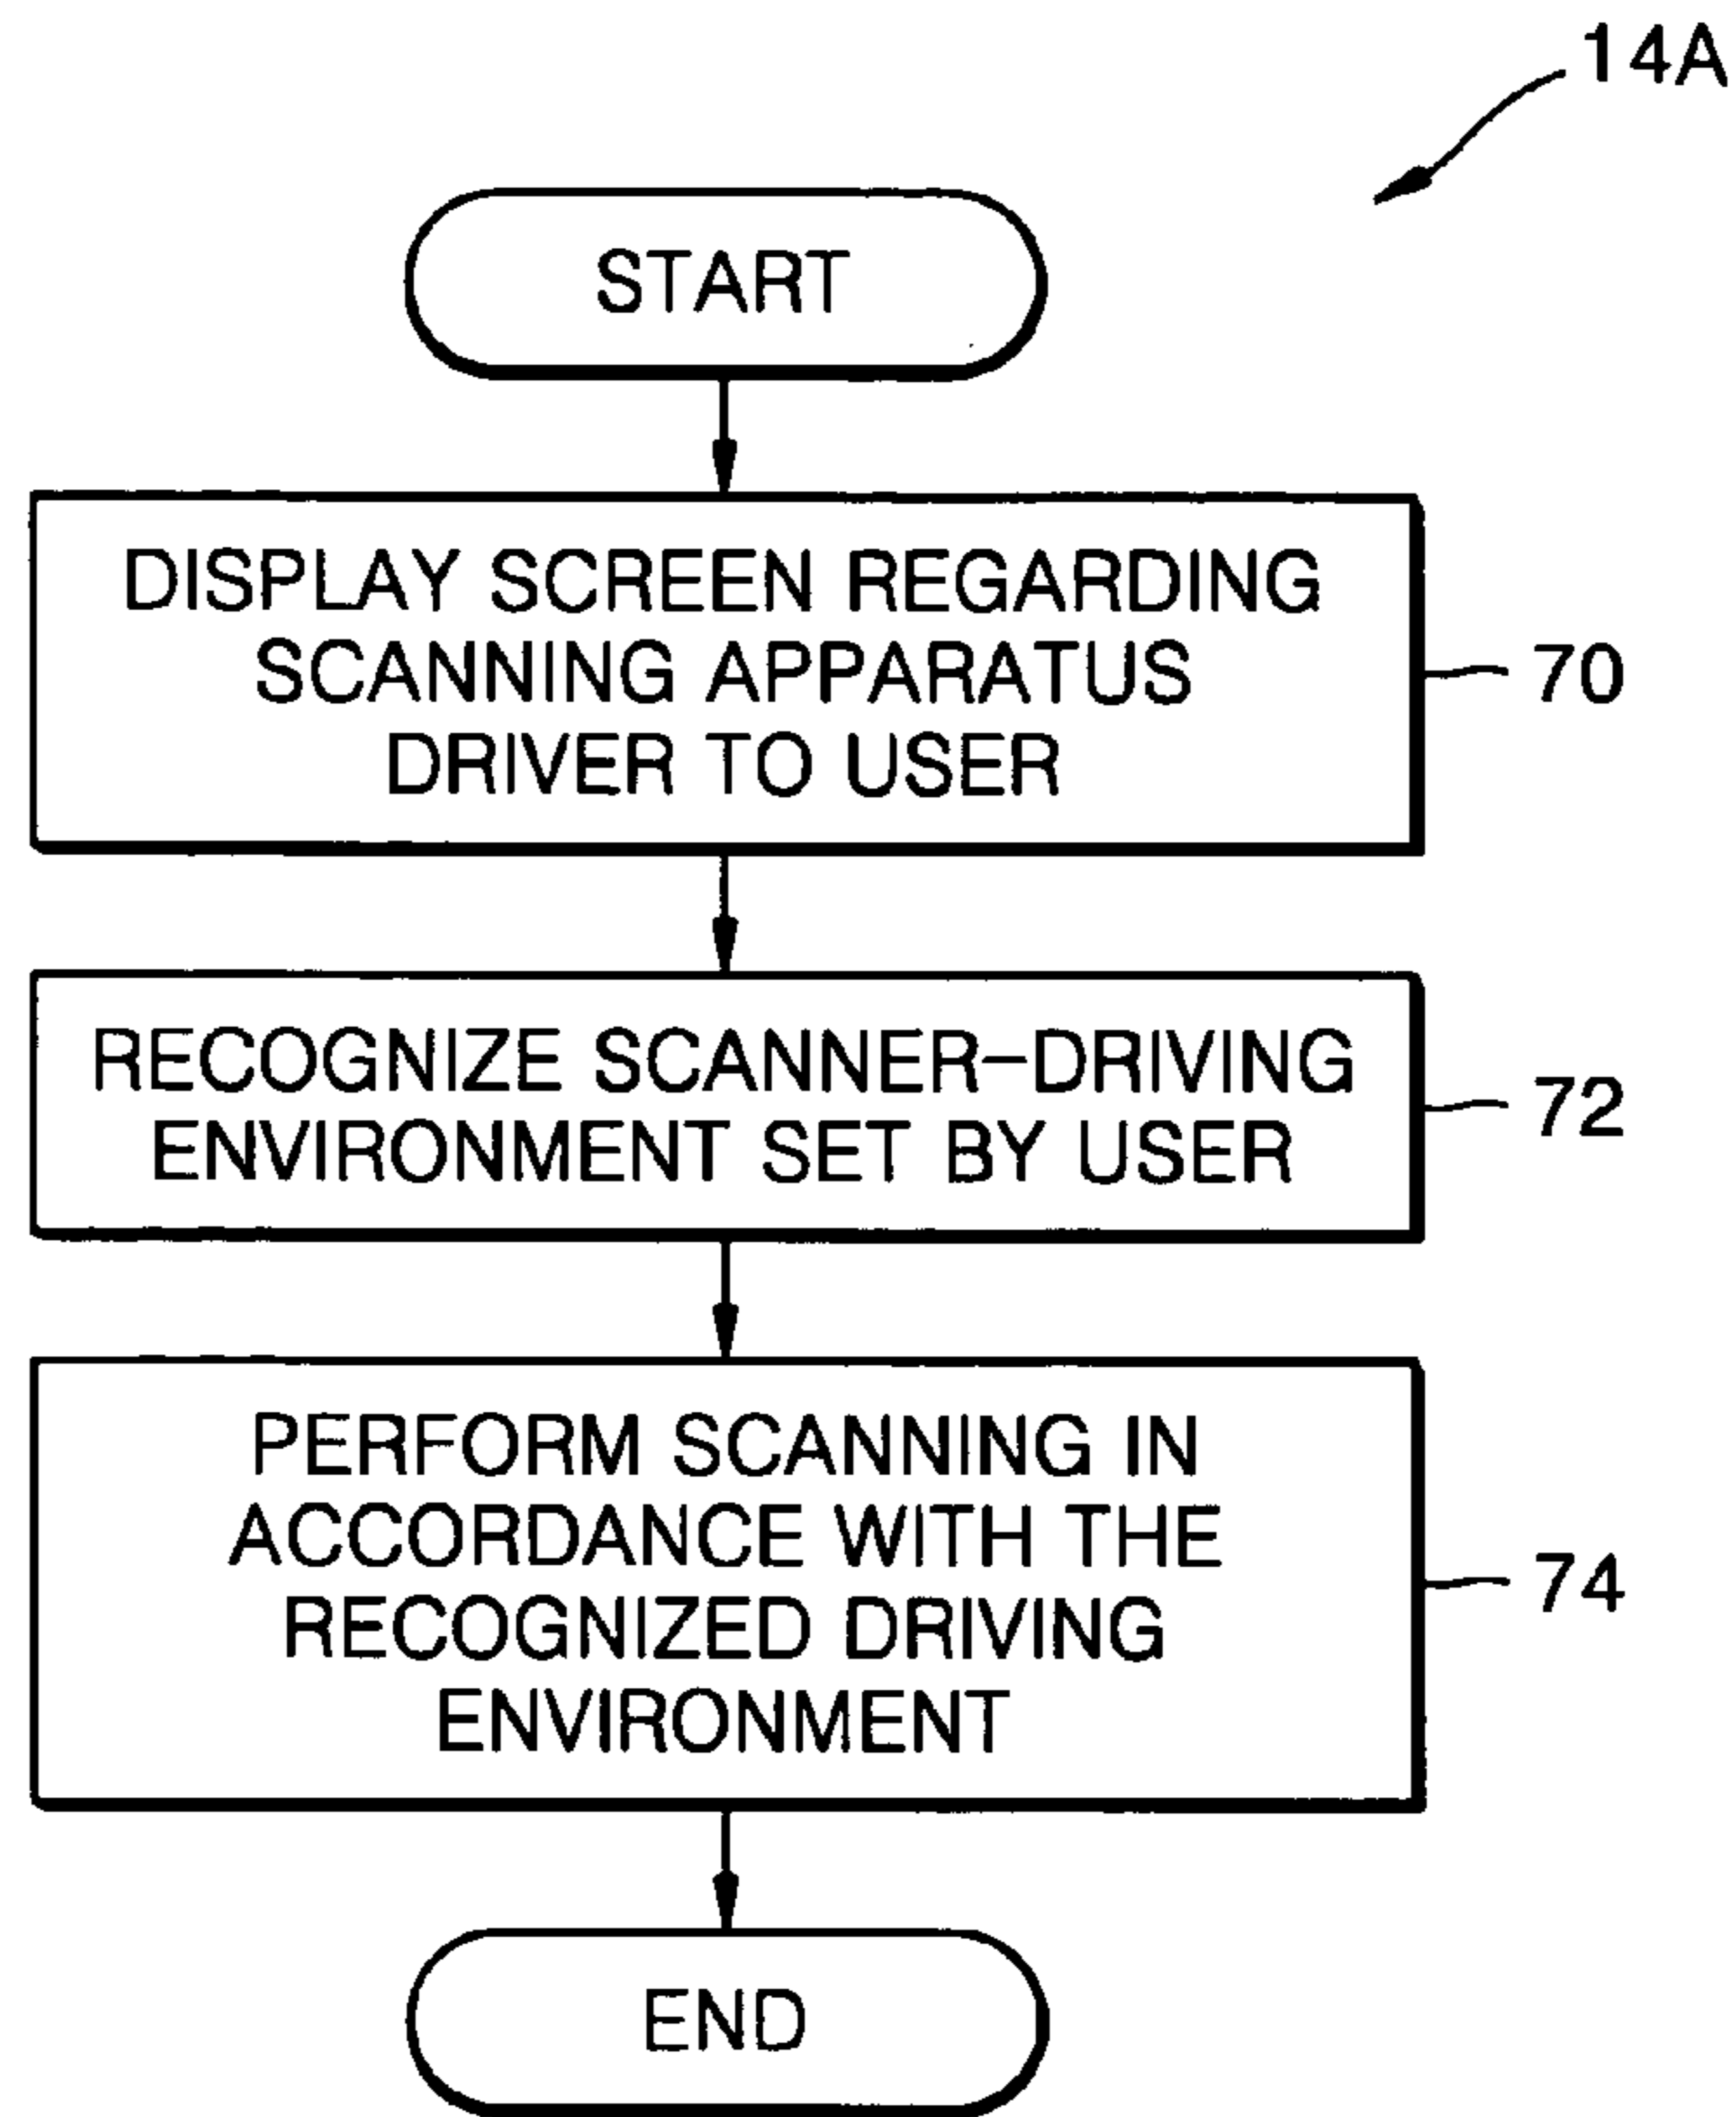 14A
START
DISPLAY SCREEN REGARDING
SCANNING APPARATUS
DRIVER TO USER
70
RECOGNIZE SCANNER-DRIVING
ENVIRONMENT SET BY USER
72
PERFORM SCANNING IN
ACCORDANCE WITH THE
RECOGNIZED DRIVING
ENVIRONMENT
74
END